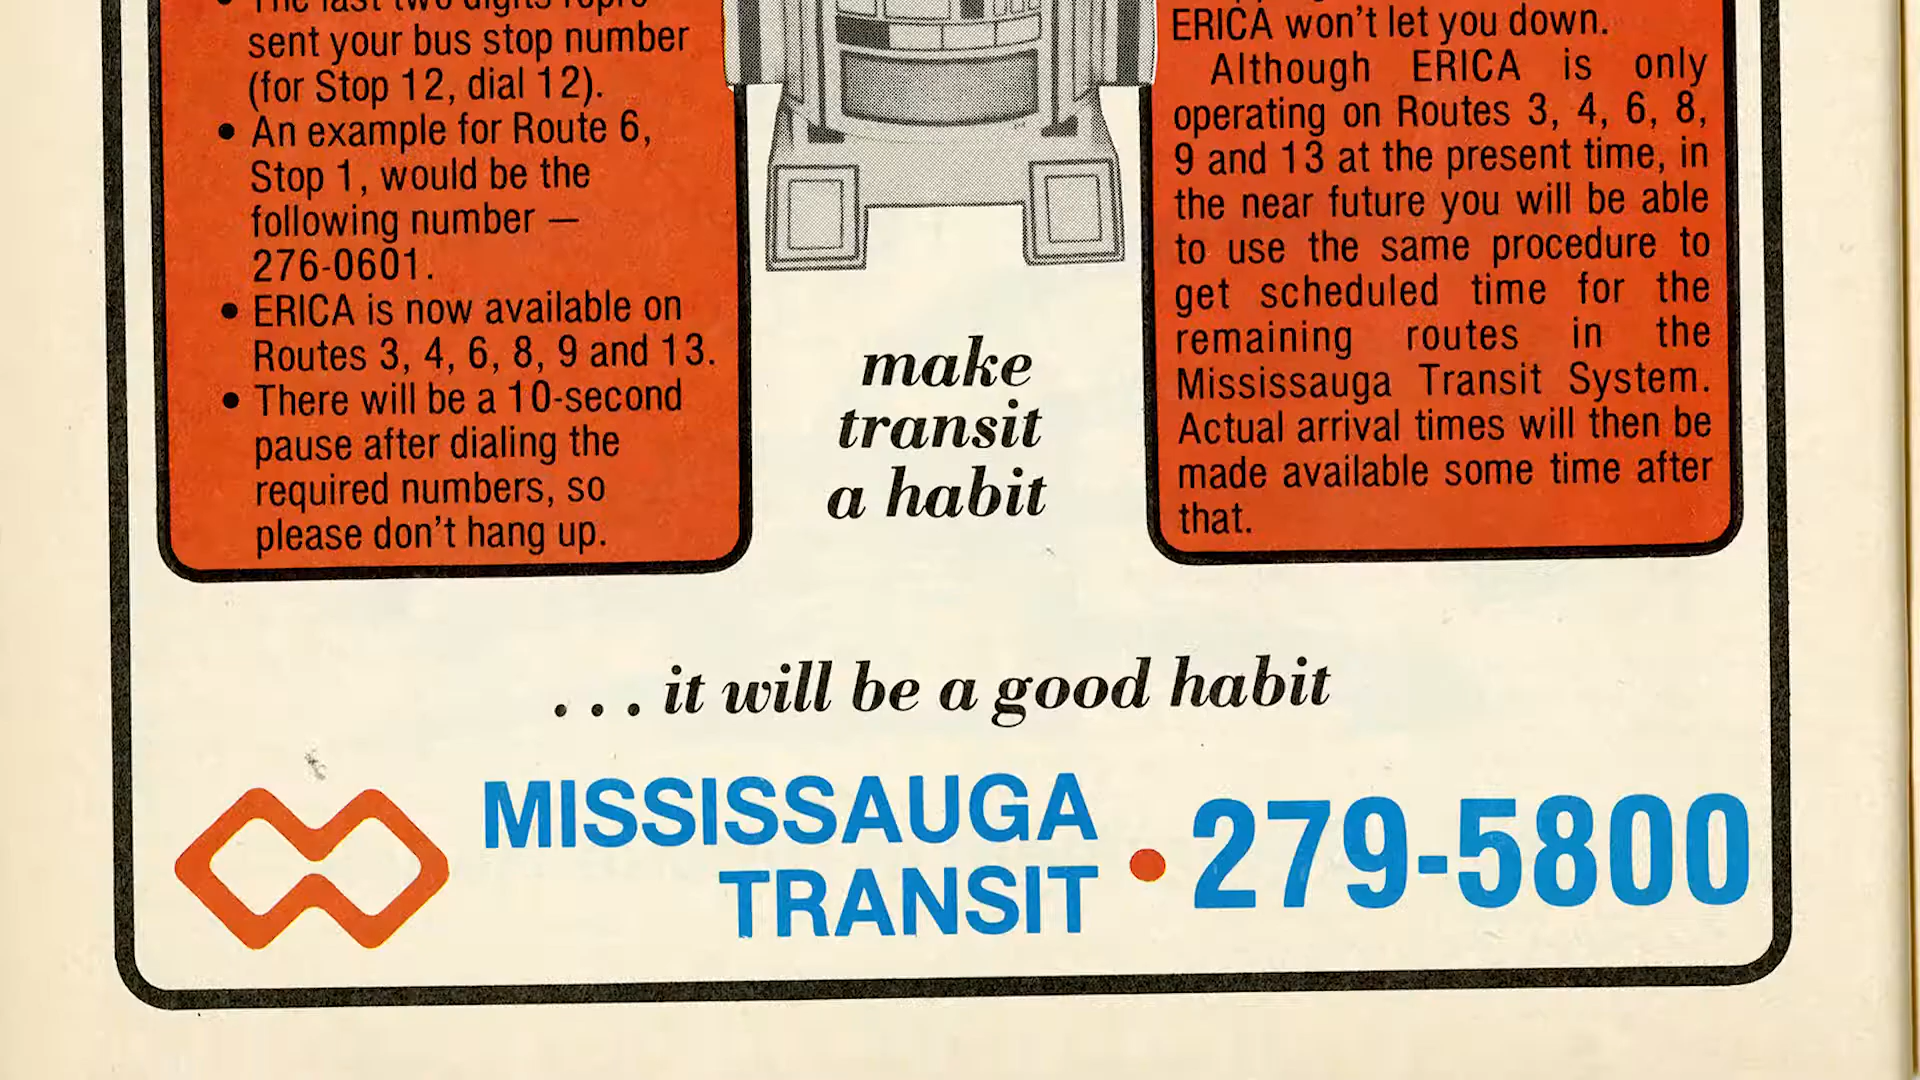 • The last two digits repre-
sent your bus stop number
(for Stop 12, dial 12).
• An example for Route 6,
Stop 1, would be the
following number —
276-0601.
• ERICA is now available on
Routes 3, 4, 6, 8, 9 and 13.
• There will be a 10-second
pause after dialing the
required numbers, so
please don't hang up.
make
transit
a habit
ERICA won't let you down.
Although ERICA is only
operating on Routes 3, 4, 6, 8,
9 and 13 at the present time, in
the near future you will be able
to use the same procedure to
get scheduled time for the
remaining routes in the
Mississauga Transit System.
Actual arrival times will then be
made available some time after
that.
. . . it will be a good habit
MISSISSAUGA
TRANSIT • 279-5800